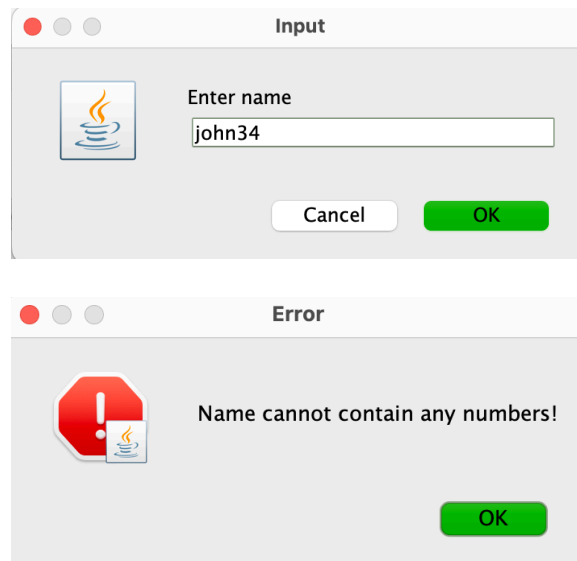 Input
Enter name
john34
Cancel OK
Error
Name cannot contain any numbers!
OK